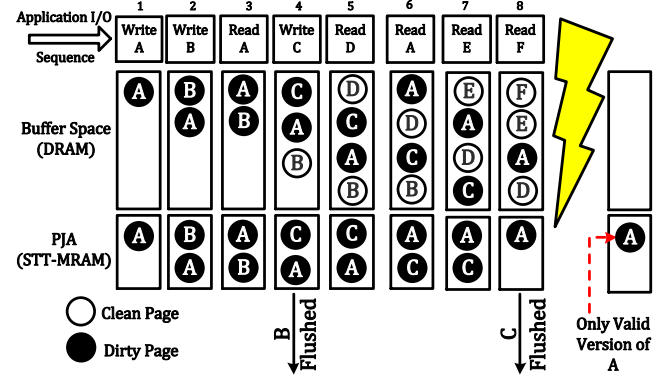 1 2 3 4 5 6 7 8
Application I/O
Sequence
Write A
Write B
Read A
Write C
Read D
Read A
Read E
Read F
Buffer Space
(DRAM)
A B A C D A E F
A B A C D A E
B A C D A
B B C D
PJA
(STT-MRAM)
A B A C C A A A A
A B A A C C
Clean Page
Dirty Page
B
Flushed
C
Flushed
Only Valid
Version of
A